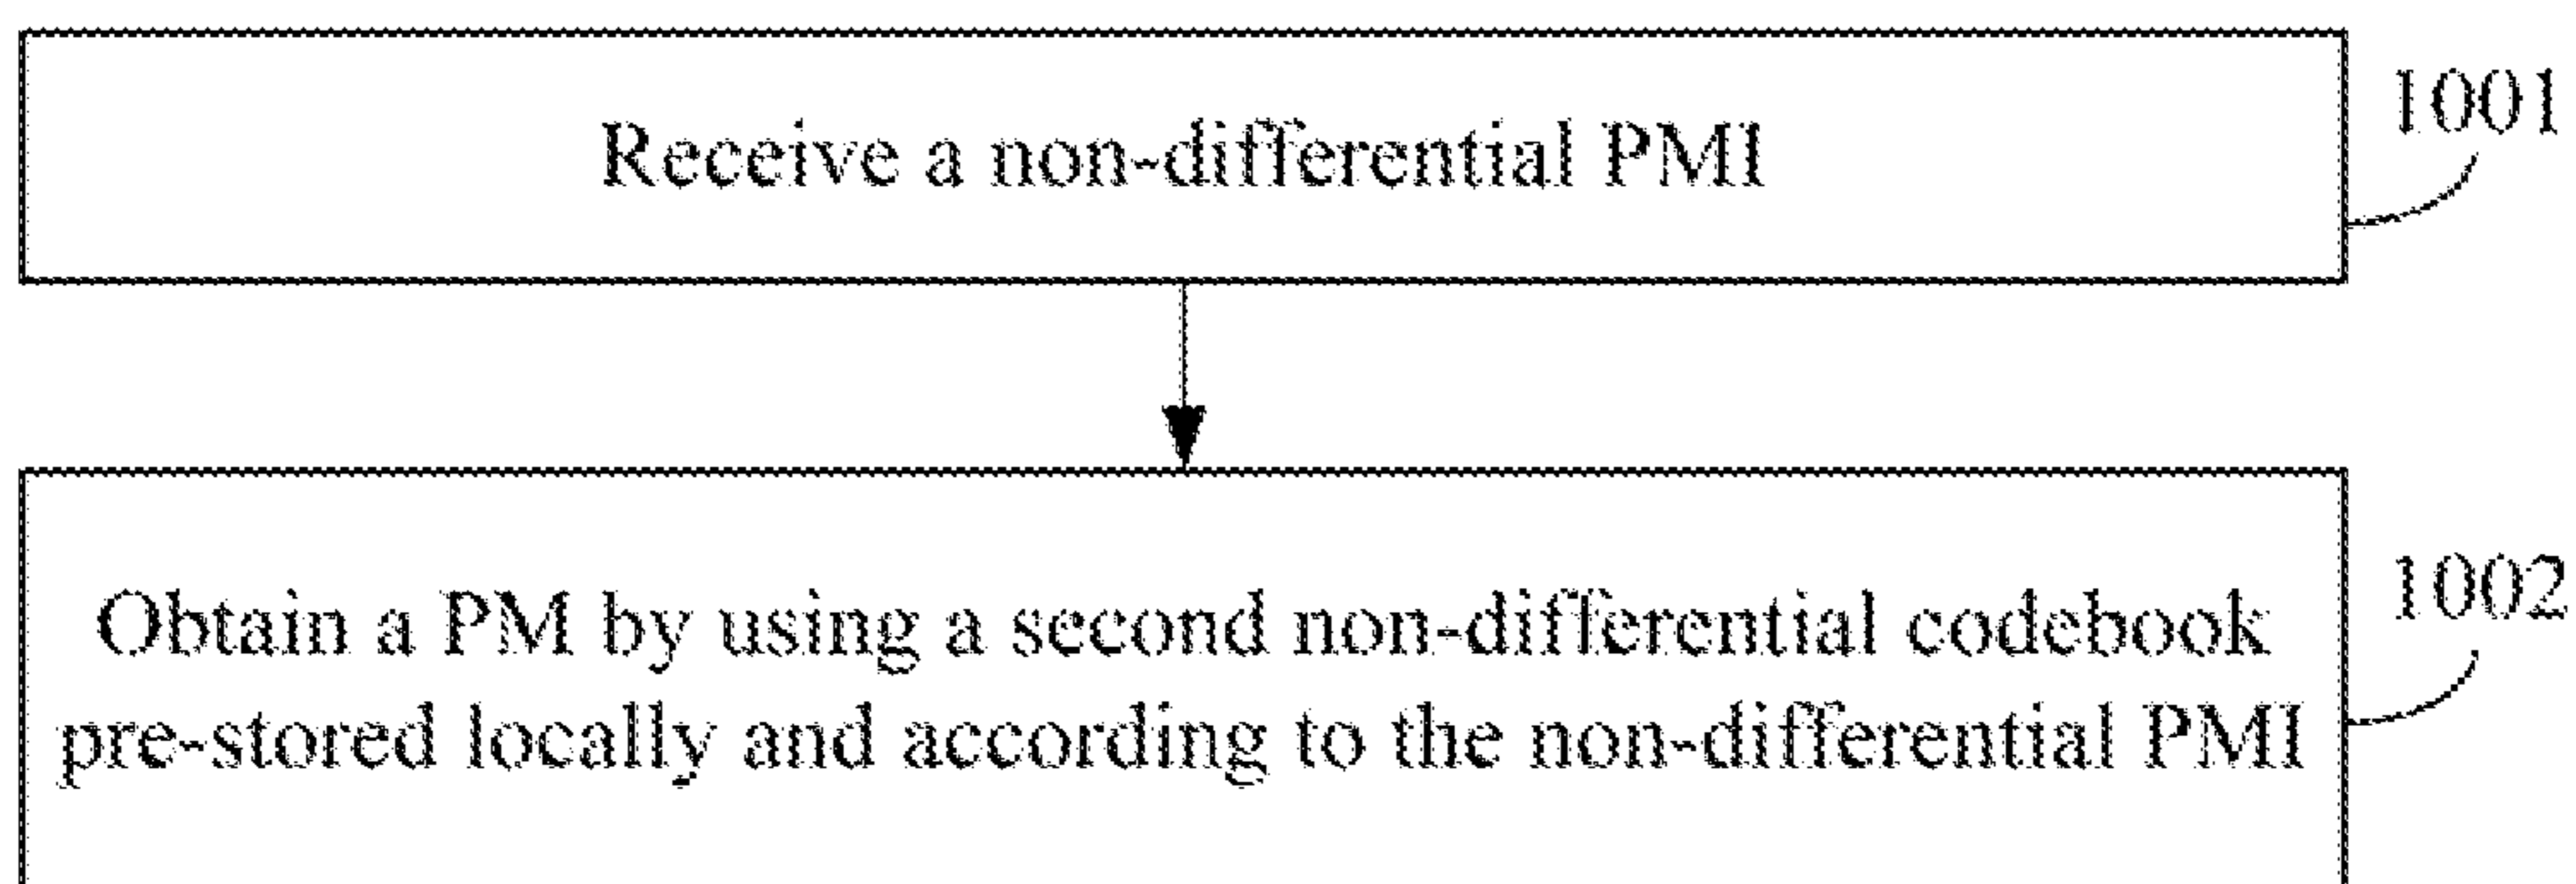 Receive a non-differential PMI
1001
Obtain a PM by using a second non-differential codebook
pre-stored locally and according to the non-differential PMI
1002